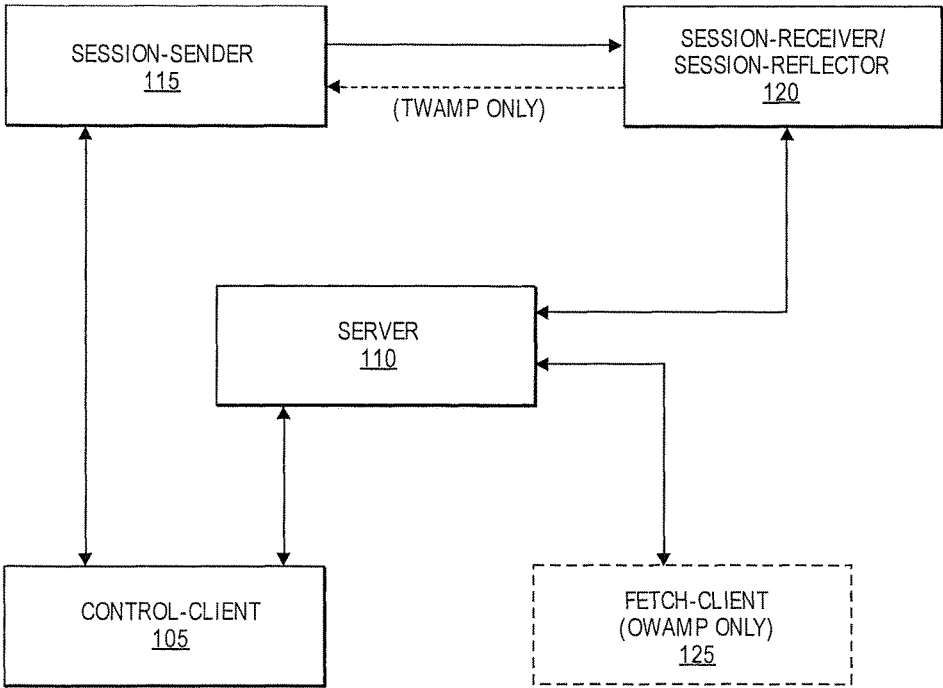 SESSION-SENDER
115
SESSION-RECEIVER/
SESSION-REFLECTOR
120
(TWAMP ONLY)
SERVER
110
CONTROL-CLIENT
105
FETCH-CLIENT
(OWAMP ONLY)
125